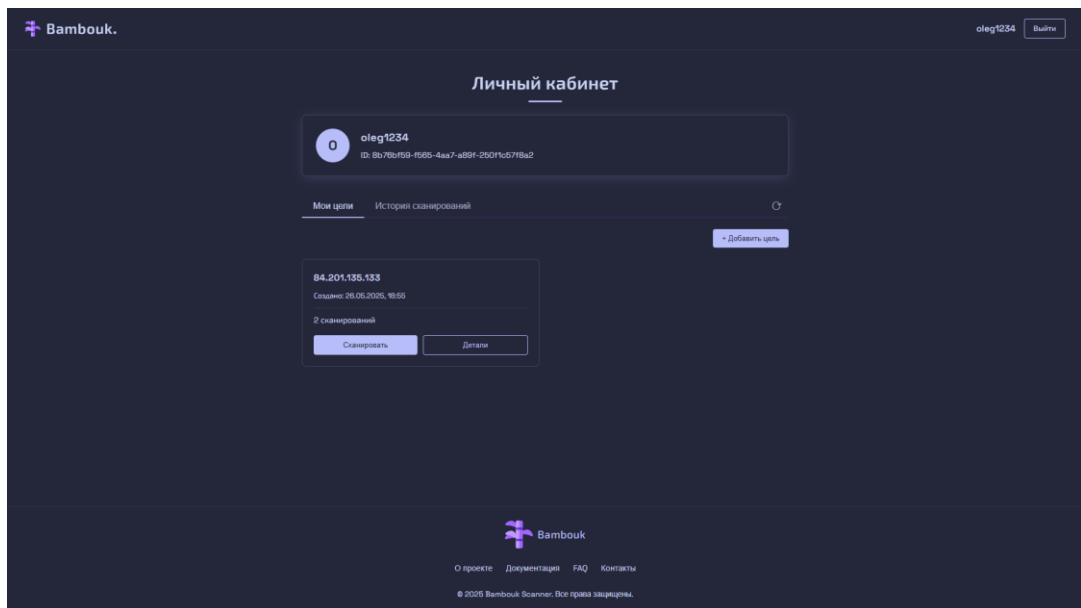 Bambouk.
oleg1234 Выйти
Личный кабинет
O
oleg1234
ID: 8b76bf59-f565-4aa7-a89f-250f1c57f8a2
Мои цели История сканирований
+ Добавить цель
84.201.135.133
Создано: 26.05.2025, 18:55
2 сканирований
Сканировать Детали
Bambouk
О проекте Документация FAQ Контакты
© 2025 Bambouk Scanner. Все права защищены.